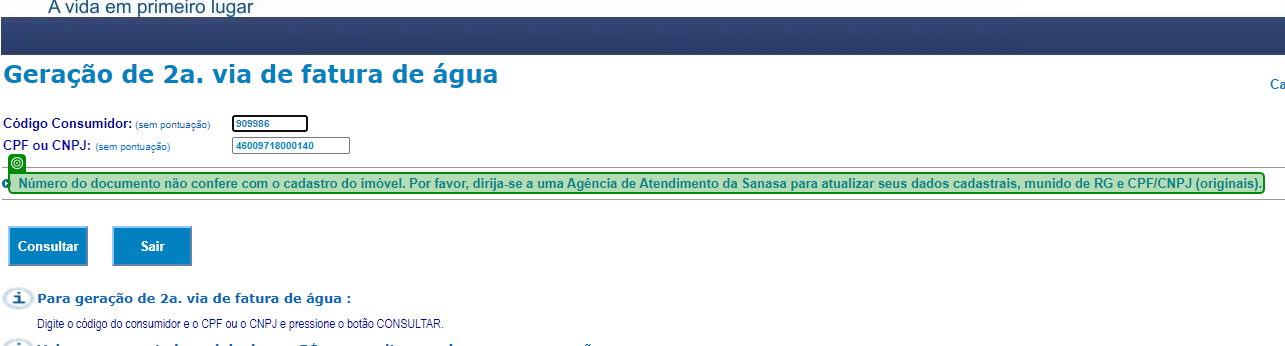 A vida em primeiro lugar
Geração de 2a. via de fatura de água
Ca
Código Consumidor: (sem pontuação) 909986
CPF ou CNPJ: (sem pontuação) 46009718000140
Número do documento não confere com o cadastro do imóvel. Por favor, dirija-se a uma Agência de Atendimento da Sanasa para atualizar seus dados cadastrais, munido de RG e CPF/CNPJ (originais).
Consultar Sair
Para geração de 2a. via de fatura de água :
Digite o código do consumidor e o CPF ou o CNPJ e pressione o botão CONSULTAR.